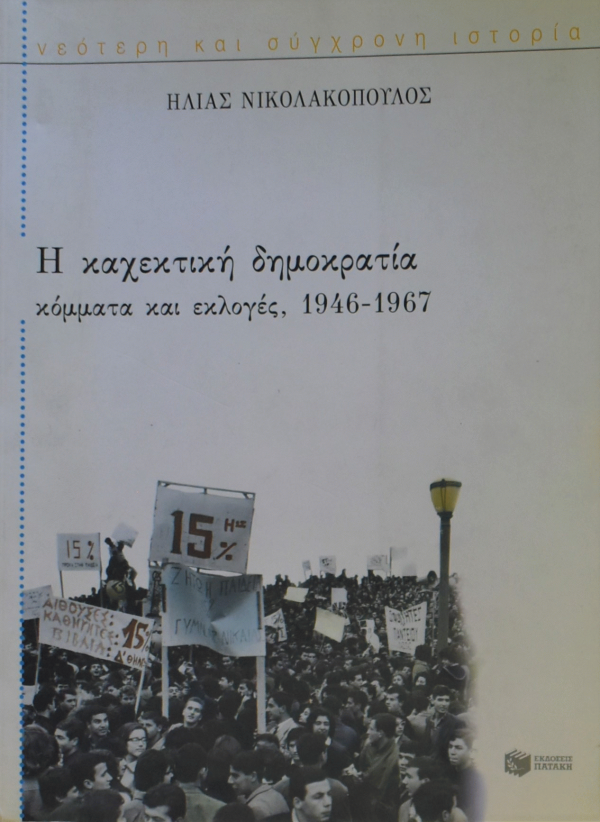 νεότερη και σύγχρονη ιστορία
ΗΛΙΑΣ ΝΙΚΟΛΑΚΟΠΟΥΛΟΣ
Η καχεκτική δημοκρατία
κόμματα και εκλογές, 1946-1967
15 %
15 %
ΑΙΘΟΥΣΕΣ:
ΚΑΘΗΓΗΤΕΣ:
ΒΙΒΛΙΑ:
15
ΕΚΔΟΣΕΙΣ
ΠΑΤΑΚΗ